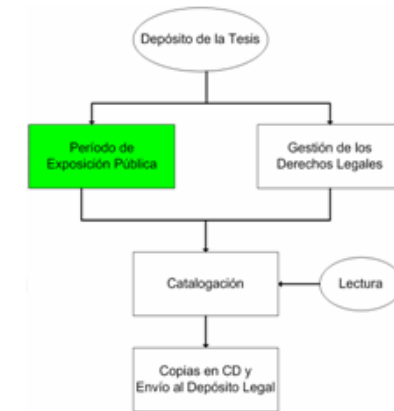 Depósito de la Tesis
Período de
Exposición Pública
Gestión de los
Derechos Legales
Catalogación
Lectura
Copias en CD y
Envío al Depósito Legal